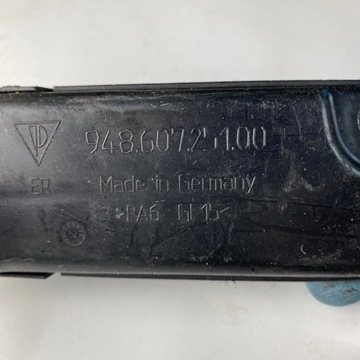 948.607.251.00
ER
Made in Germany
>PA6 GF15<